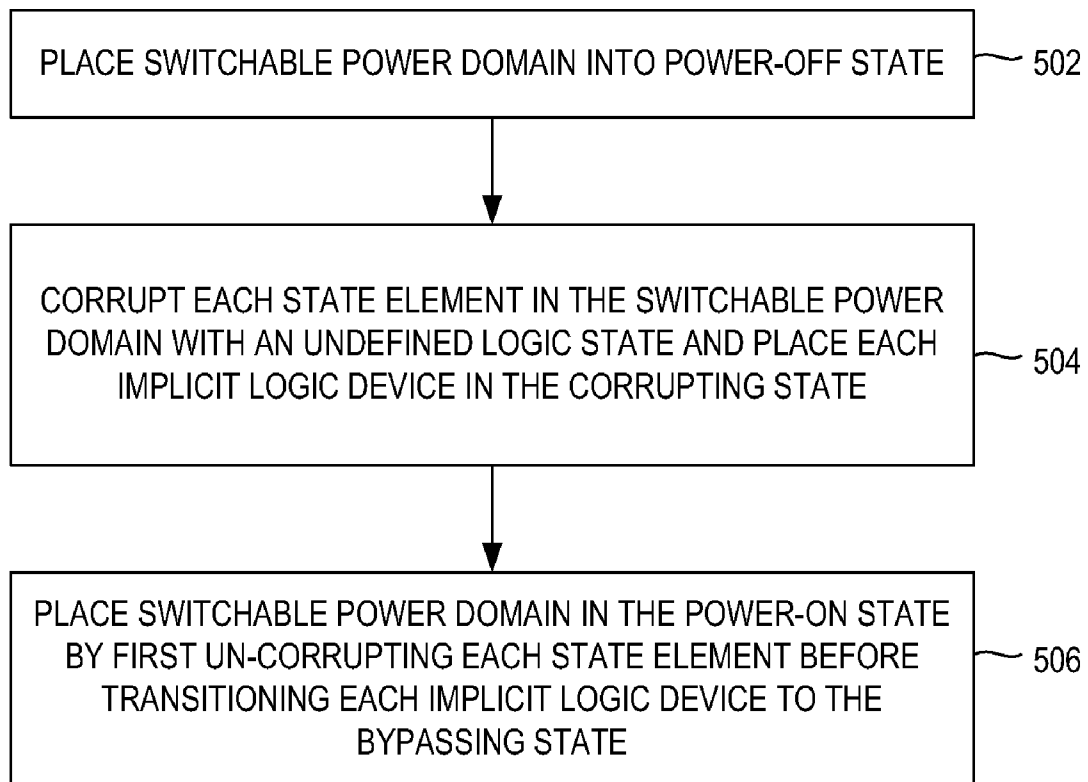 PLACE SWITCHABLE POWER DOMAIN INTO POWER-OFF STATE
502
CORRUPT EACH STATE ELEMENT IN THE SWITCHABLE POWER
DOMAIN WITH AN UNDEFINED LOGIC STATE AND PLACE EACH
IMPLICIT LOGIC DEVICE IN THE CORRUPTING STATE
504
PLACE SWITCHABLE POWER DOMAIN IN THE POWER-ON STATE
BY FIRST UN-CORRUPTING EACH STATE ELEMENT BEFORE
TRANSITIONING EACH IMPLICIT LOGIC DEVICE TO THE
BYPASSING STATE
506